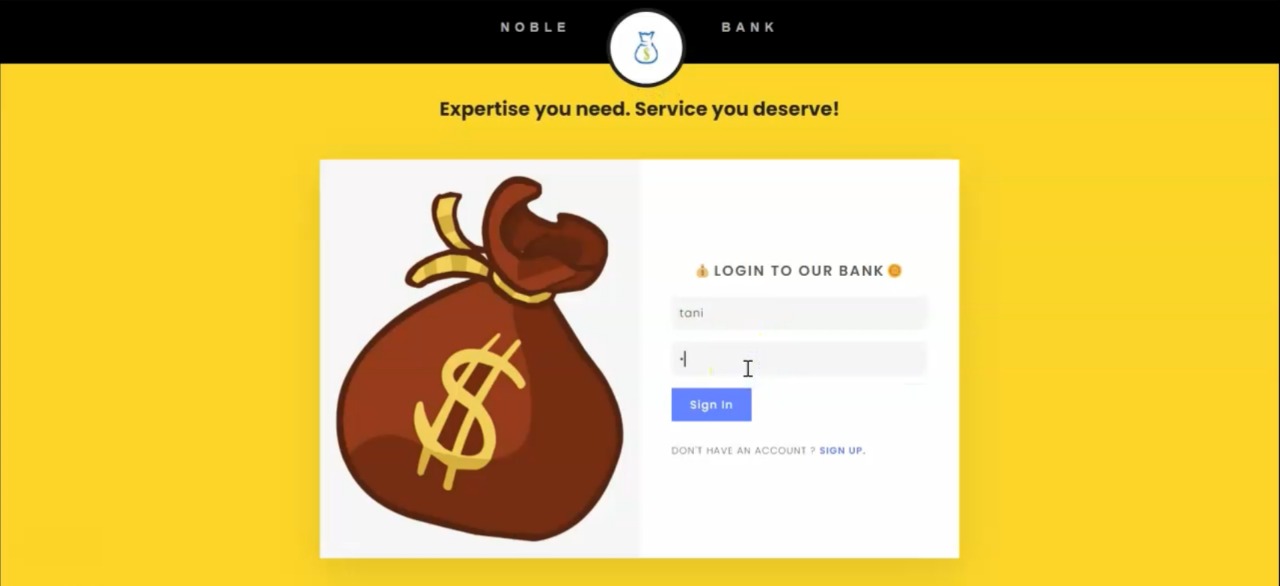 NOBLE BANK
Expertise you need. Service you deserve!
$
$
LOGIN TO OUR BANK
tani
Sign In
DON'T HAVE AN ACCOUNT ? SIGN UP.